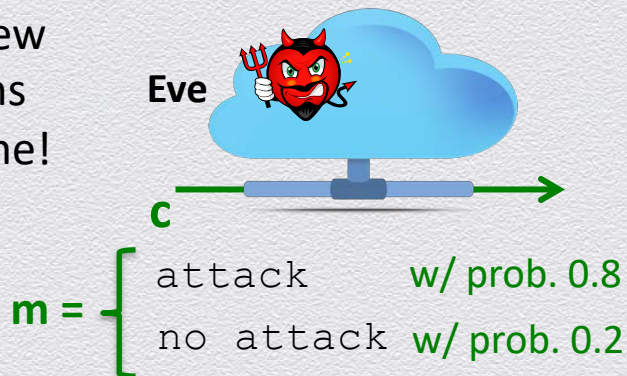 ew
ns
ne!
Eve
c
m =
attack w/ prob. 0.8
no attack w/ prob. 0.2